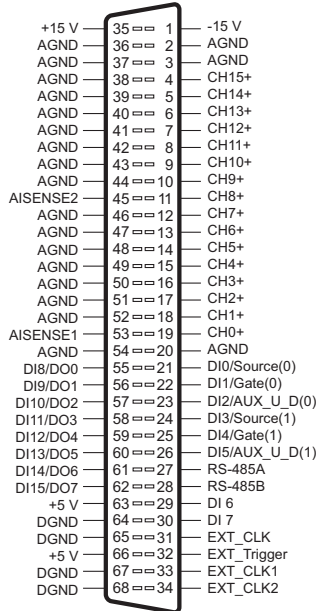 +15 V 35 1 -15 V
AGND 36 2 AGND
AGND 37 3 AGND
AGND 38 4 CH15+
AGND 39 5 CH14+
AGND 40 6 CH13+
AGND 41 7 CH12+
AGND 42 8 CH11+
AGND 43 9 CH10+
AGND 44 10 CH9+
AISENSE2 45 11 CH8+
AGND 46 12 CH7+
AGND 47 13 CH6+
AGND 48 14 CH5+
AGND 49 15 CH4+
AGND 50 16 CH3+
AGND 51 17 CH2+
AGND 52 18 CH1+
AISENSE1 53 19 CH0+
AGND 54 20 AGND
DI8/DO0 55 21 DI0/Source(0)
DI9/DO1 56 22 DI1/Gate(0)
DI10/DO2 57 23 DI2/AUX_U_D(0)
DI11/DO3 58 24 DI3/Source(1)
DI12/DO4 59 25 DI4/Gate(1)
DI13/DO5 60 26 DI5/AUX_U_D(1)
DI14/DO6 61 27 RS-485A
DI15/DO7 62 28 RS-485B
+5 V 63 29 DI 6
DGND 64 30 DI 7
DGND 65 31 EXT_CLK
+5 V 66 32 EXT_Trigger
DGND 67 33 EXT_CLK1
DGND 68 34 EXT_CLK2